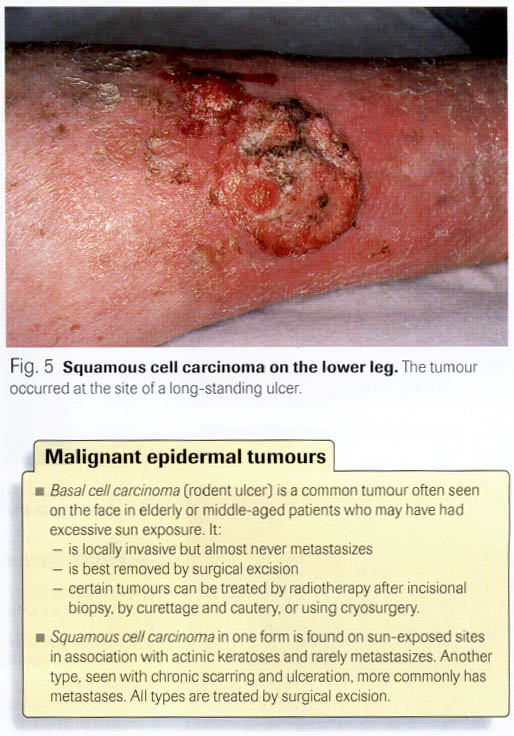 Fig. 5 Squamous cell carcinoma on the lower leg. The tumour
occurred at the site of a long-standing ulcer.
Malignant epidermal tumours
■ Basal cell carcinoma (rodent ulcer) is a common tumour often seen
on the face in elderly or middle-aged patients who may have had
excessive sun exposure. It:
– is locally invasive but almost never metastasizes
– is best removed by surgical excision
– certain tumours can be treated by radiotherapy after incisional
biopsy, by curettage and cautery, or using cryosurgery.
■ Squamous cell carcinoma in one form is found on sun-exposed sites
in association with actinic keratoses and rarely metastasizes. Another
type, seen with chronic scarring and ulceration, more commonly has
metastases. All types are treated by surgical excision.